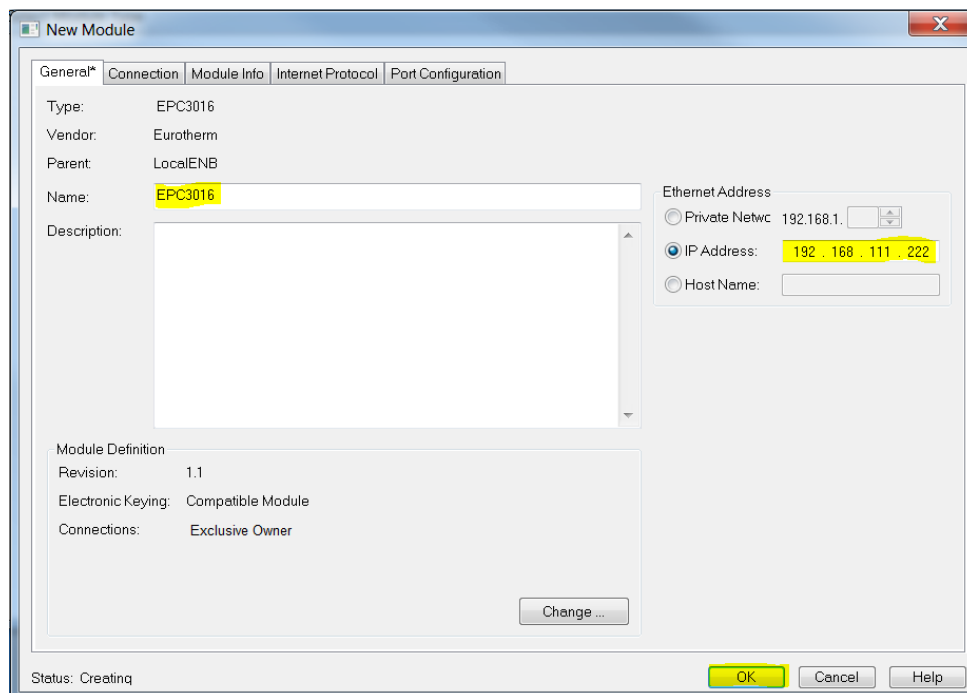 New Module
General* Connection Module Info Internet Protocol Port Configuration
Type: EPC3016
Vendor: Eurotherm
Parent: LocalENB
Name: EPC3016
Description:
Ethernet Address
Private Netwc 192.168.1.
IP Address: 192 . 168 . 111 . 222
Host Name:
Module Definition
Revision: 1.1
Electronic Keying: Compatible Module
Connections: Exclusive Owner
Change ...
Status: Creating
OK Cancel Help